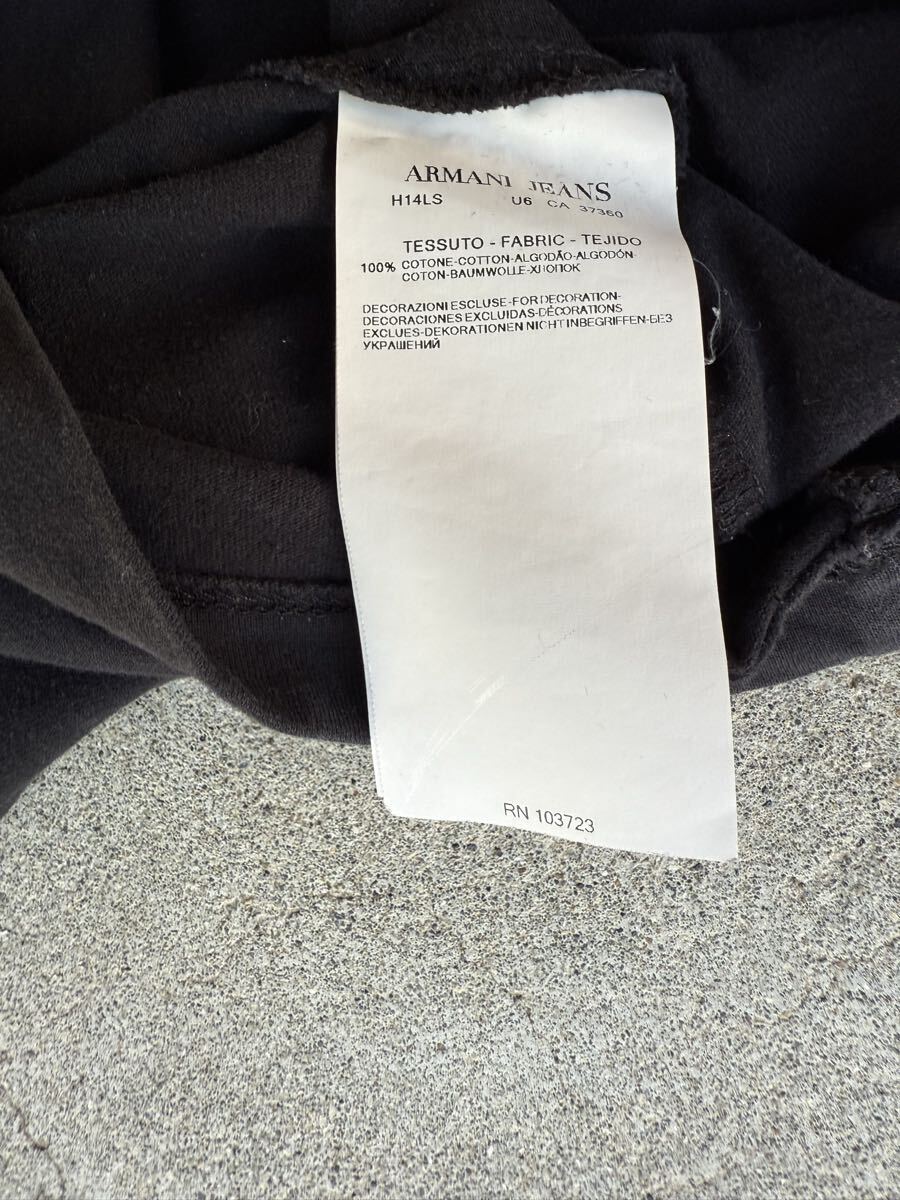 ARMANI JEANS
H14LS U6 CA 37360
TESSUTO - FABRIC - TEJIDO
100% COTONE-COTTON-ALGODÃO-ALGODÓN-
COTON-BAUMWOLLE-ХЛОПОК
DECORAZIONI ESCLUSE-FOR DECORATION-
DECORACIONES EXCLUIDAS-DÉCORATIONS
EXCLUES-DEKORATIONEN NICHT INBEGRIFFEN-БЕЗ
УКРАШЕНИЙ
RN 103723